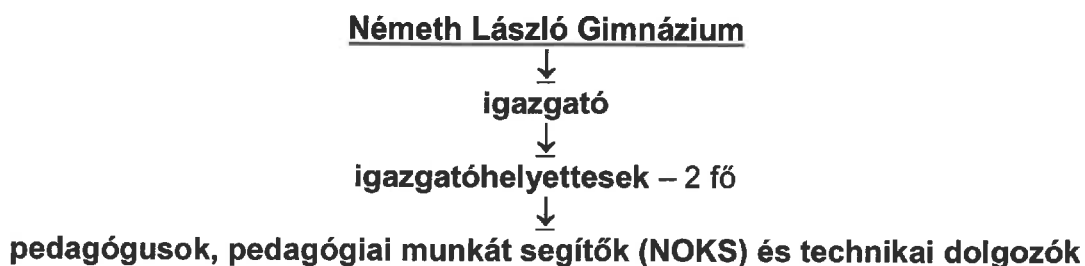 Németh László Gimnázium
↓
igazgató
↓
igazgatóhelyettesek – 2 fő
↓
pedagógusok, pedagógiai munkát segítők (NOKS) és technikai dolgozók